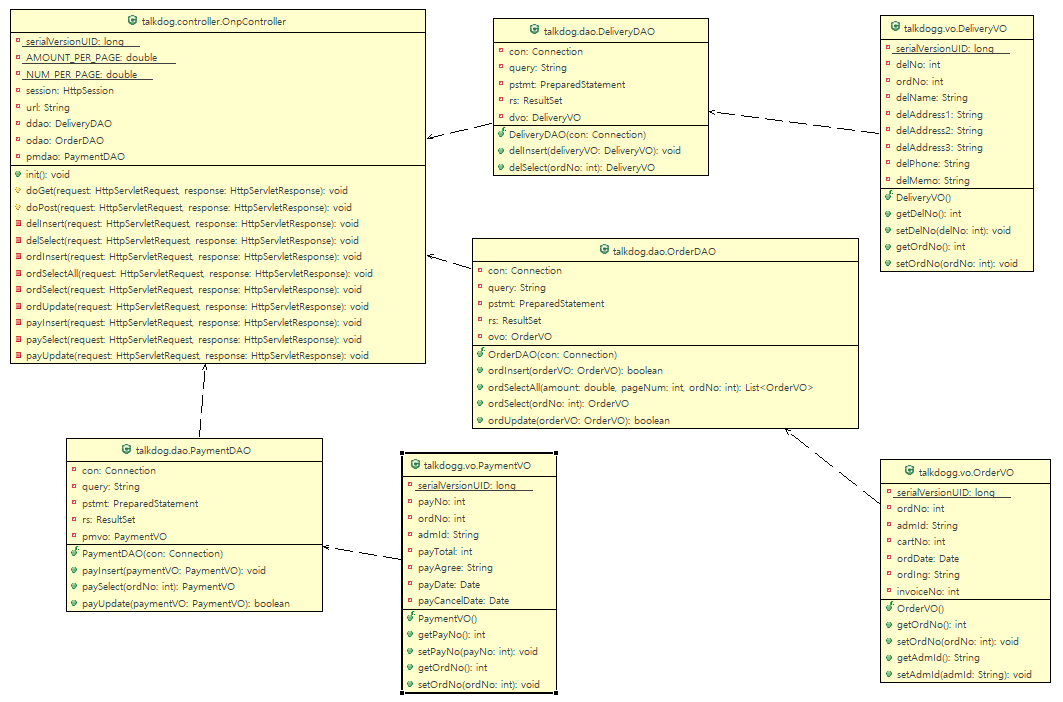 talkdog.controller.OnpController
serialVersionUID: long
AMOUNT_PER_PAGE: double
NUM_PER_PAGE: double
session: HttpSession
url: String
ddao: DeliveryDAO
odao: OrderDAO
pmdao: PaymentDAO
init(): void
doGet(request: HttpServletRequest, response: HttpServletResponse): void
doPost(request: HttpServletRequest, response: HttpServletResponse): void
delInsert(request: HttpServletRequest, response: HttpServletResponse): void
delSelect(request: HttpServletRequest, response: HttpServletResponse): void
ordInsert(request: HttpServletRequest, response: HttpServletResponse): void
ordSelectAll(request: HttpServletRequest, response: HttpServletResponse): void
ordSelect(request: HttpServletRequest, response: HttpServletResponse): void
ordUpdate(request: HttpServletRequest, response: HttpServletResponse): void
payInsert(request: HttpServletRequest, response: HttpServletResponse): void
paySelect(request: HttpServletRequest, response: HttpServletResponse): void
payUpdate(request: HttpServletRequest, response: HttpServletResponse): void
talkdog.dao.DeliveryDAO
con: Connection
query: String
pstmt: PreparedStatement
rs: ResultSet
dvo: DeliveryVO
DeliveryDAO(con: Connection)
delInsert(deliveryVO: DeliveryVO): void
delSelect(ordNo: int): DeliveryVO
talkdogg.vo.DeliveryVO
serialVersionUID: long
delNo: int
ordNo: int
delName: String
delAddress1: String
delAddress2: String
delAddress3: String
delPhone: String
delMemo: String
DeliveryVO()
getDelNo(): int
setDelNo(delNo: int): void
getOrdNo(): int
setOrdNo(ordNo: int): void
talkdog.dao.OrderDAO
con: Connection
query: String
pstmt: PreparedStatement
rs: ResultSet
ovo: OrderVO
OrderDAO(con: Connection)
ordInsert(orderVO: OrderVO): boolean
ordSelectAll(amount: double, pageNum: int, ordNo: int): List<OrderVO>
ordSelect(ordNo: int): OrderVO
ordUpdate(orderVO: OrderVO): boolean
talkdog.dao.PaymentDAO
con: Connection
query: String
pstmt: PreparedStatement
rs: ResultSet
pmvo: PaymentVO
PaymentDAO(con: Connection)
payInsert(paymentVO: PaymentVO): void
paySelect(ordNo: int): PaymentVO
payUpdate(paymentVO: PaymentVO): boolean
talkdogg.vo.PaymentVO
serialVersionUID: long
payNo: int
ordNo: int
admId: String
payTotal: int
payAgree: String
payDate: Date
payCancelDate: Date
PaymentVO()
getPayNo(): int
setPayNo(payNo: int): void
getOrdNo(): int
setOrdNo(ordNo: int): void
talkdogg.vo.OrderVO
serialVersionUID: long
ordNo: int
admId: String
cartNo: int
ordDate: Date
ordIng: String
invoiceNo: int
OrderVO()
getOrdNo(): int
setOrdNo(ordNo: int): void
getAdmId(): String
setAdmId(admId: String): void